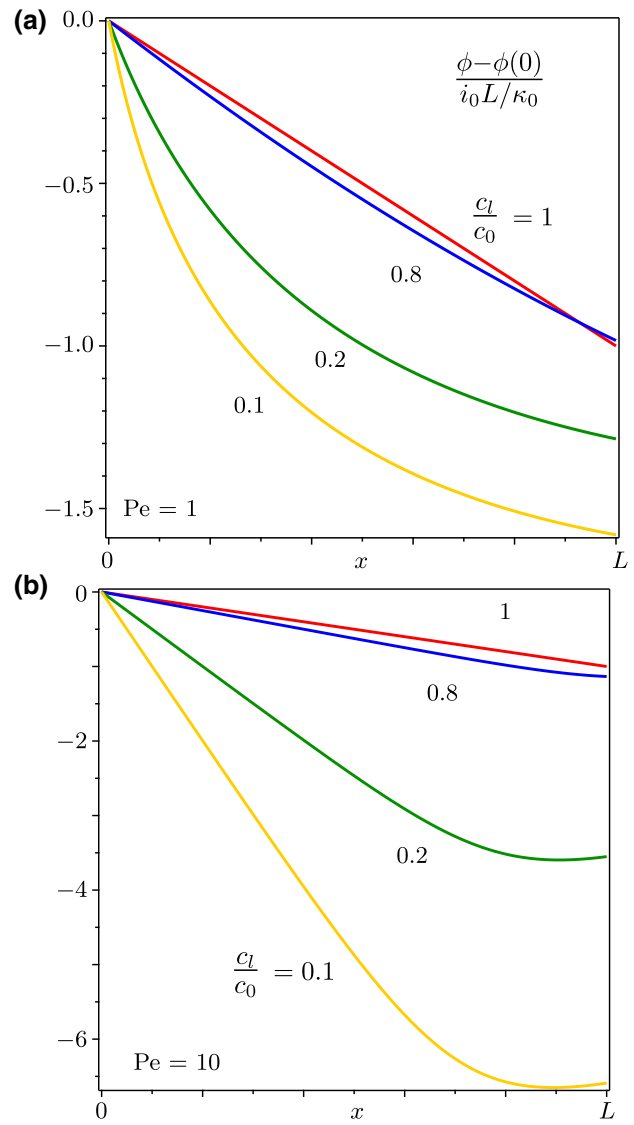 (a)
0.0
−0.5
−1.0
−1.5
ϕ−ϕ(0)
i₀L/κ₀
c_l/c₀ = 1
0.8
0.2
0.1
Pe = 1
0 x L
(b)
0
−2
−4
−6
1
0.8
0.2
c_l/c₀ = 0.1
Pe = 10
0 x L